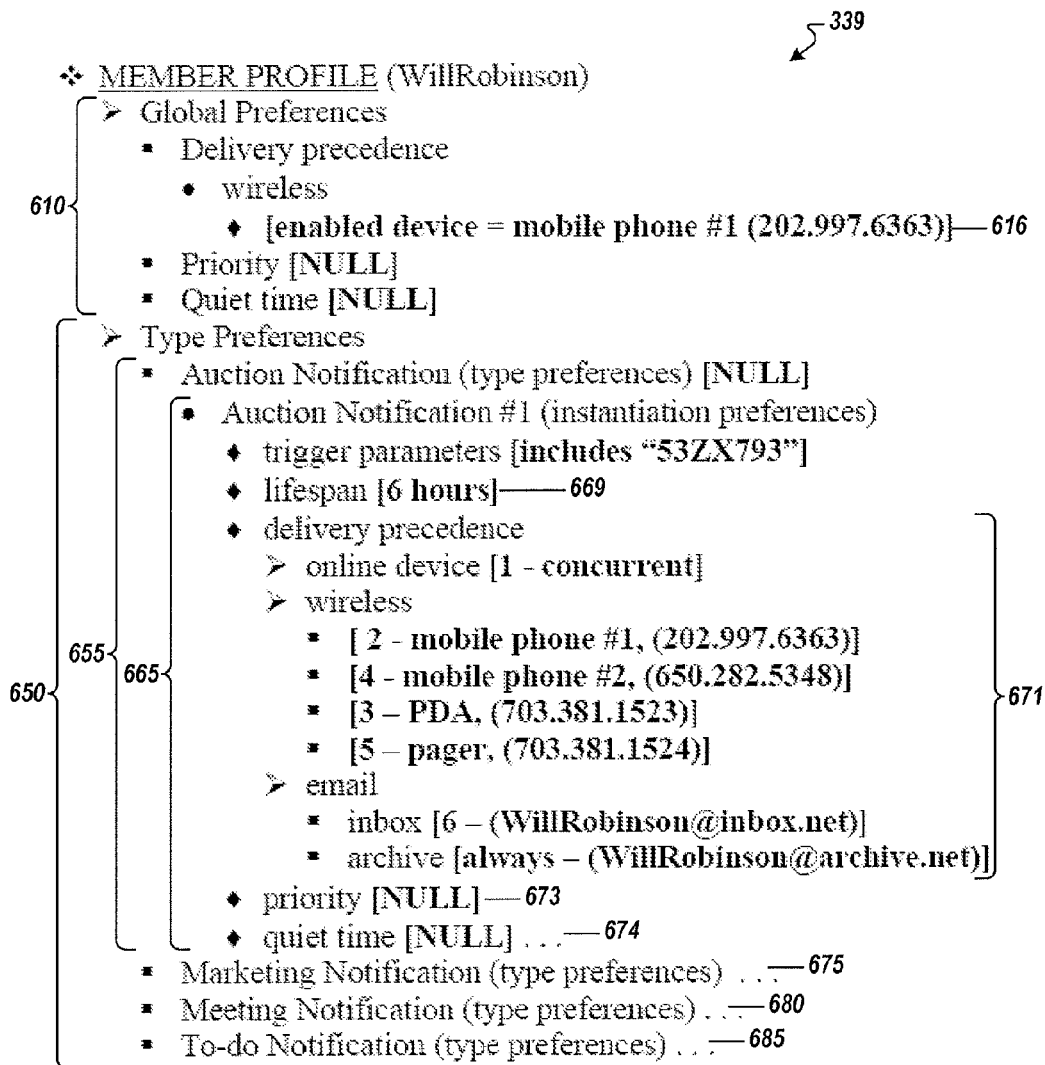 339
❖ MEMBER PROFILE (WillRobinson)
➢ Global Preferences
▪ Delivery precedence
• wireless
610
♦ [enabled device = mobile phone #1 (202.997.6363)] 616
▪ Priority [NULL]
▪ Quiet time [NULL]
➢ Type Preferences
▪ Auction Notification (type preferences) [NULL]
• Auction Notification #1 (instantiation preferences)
♦ trigger parameters [includes “53ZX793”]
♦ lifespan [6 hours] 669
♦ delivery precedence
➢ online device [1 - concurrent]
➢ wireless
▪ [ 2 - mobile phone #1, (202.997.6363)]
655 665 ▪ [4 - mobile phone #2, (650.282.5348)]
650 ▪ [3 – PDA, (703.381.1523)] 671
▪ [5 – pager, (703.381.1524)]
➢ email
▪ inbox [6 – (WillRobinson@inbox.net)]
▪ archive [always – (WillRobinson@archive.net)]
♦ priority [NULL] 673
♦ quiet time [NULL] . . . 674
▪ Marketing Notification (type preferences) . . . 675
▪ Meeting Notification (type preferences) . . . 680
▪ To-do Notification (type preferences) . . . 685